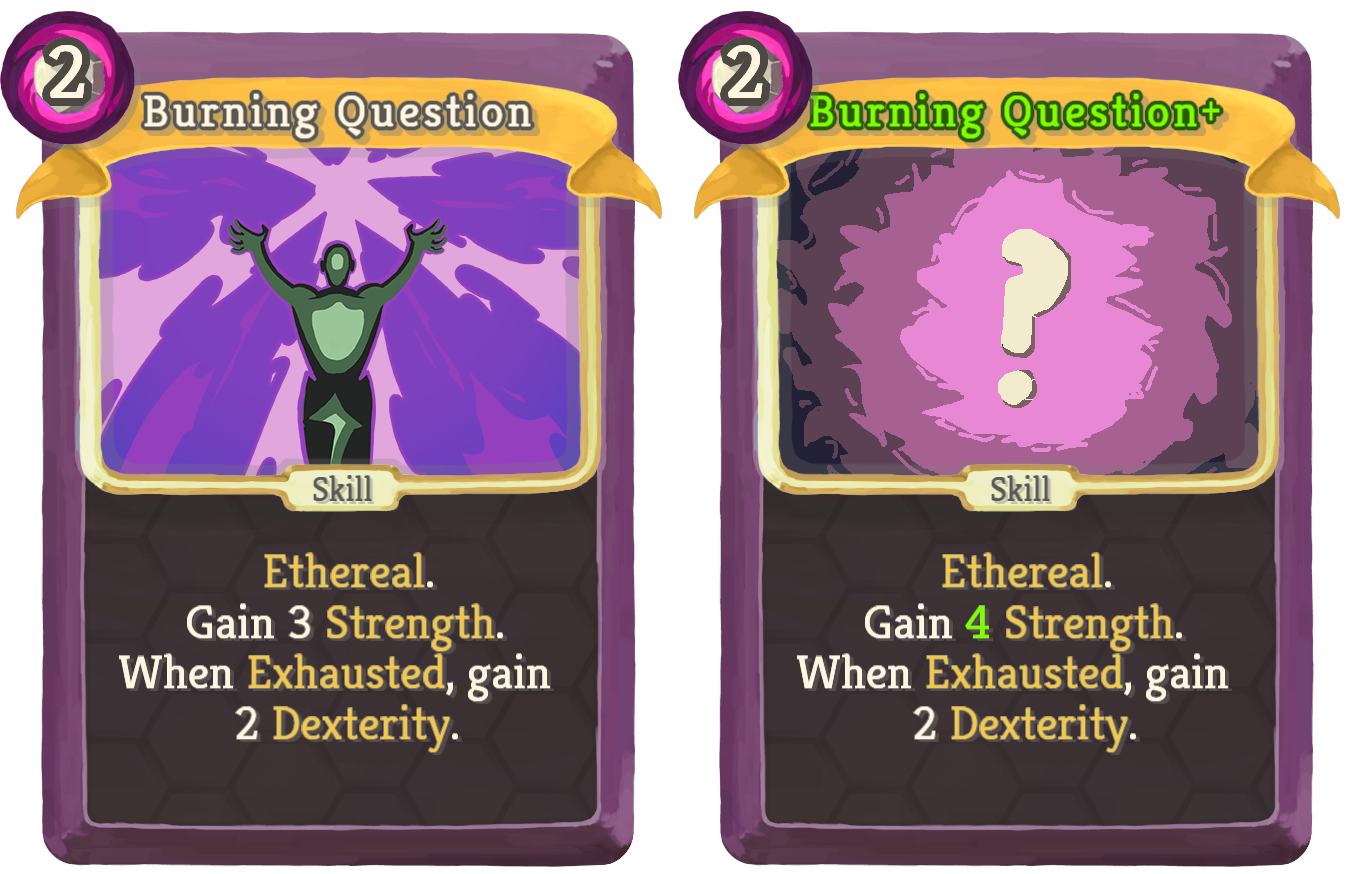 2
Burning Question
Skill
Ethereal.
Gain 3 Strength.
When Exhausted, gain
2 Dexterity.
2
Burning Question+
?
Skill
Ethereal.
Gain 4 Strength.
When Exhausted, gain
2 Dexterity.